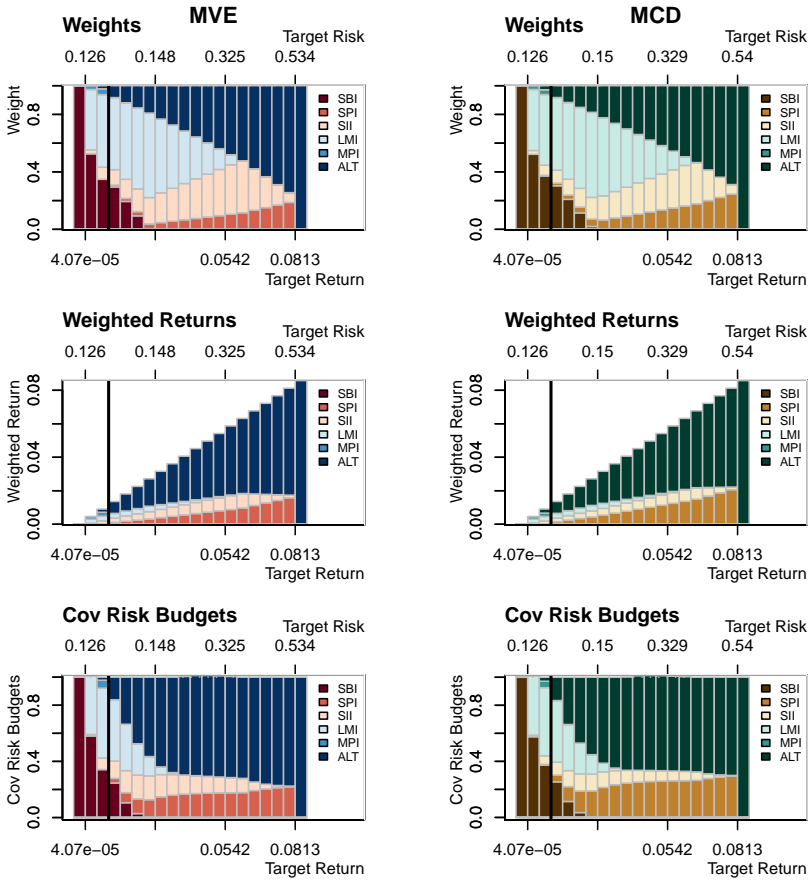 MVE
Weights
Target Risk
0.126 0.148 0.325 0.534
Weight
0.0 0.4 0.8
SBI
SPI
SII
LMI
MPI
ALT
4.07e−05 0.0542 0.0813
Target Return
MCD
Weights
Target Risk
0.126 0.15 0.329 0.54
Weight
0.0 0.4 0.8
SBI
SPI
SII
LMI
MPI
ALT
4.07e−05 0.0542 0.0813
Target Return
Weighted Returns
Target Risk
0.126 0.148 0.325 0.534
Weighted Return
0.00 0.04 0.08
SBI
SPI
SII
LMI
MPI
ALT
4.07e−05 0.0542 0.0813
Target Return
Weighted Returns
Target Risk
0.126 0.15 0.329 0.54
Weighted Return
0.00 0.04 0.08
SBI
SPI
SII
LMI
MPI
ALT
4.07e−05 0.0542 0.0813
Target Return
Cov Risk Budgets
Target Risk
0.126 0.148 0.325 0.534
Cov Risk Budgets
0.0 0.4 0.8
SBI
SPI
SII
LMI
MPI
ALT
4.07e−05 0.0542 0.0813
Target Return
Cov Risk Budgets
Target Risk
0.126 0.15 0.329 0.54
Cov Risk Budgets
0.0 0.4 0.8
SBI
SPI
SII
LMI
MPI
ALT
4.07e−05 0.0542 0.0813
Target Return